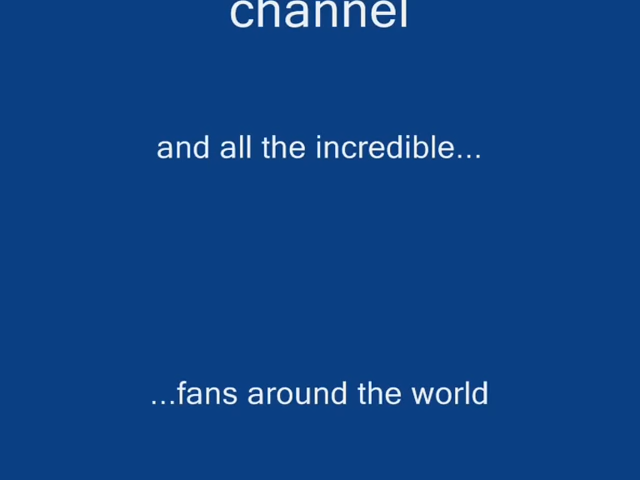 channel
and all the incredible...
...fans around the world